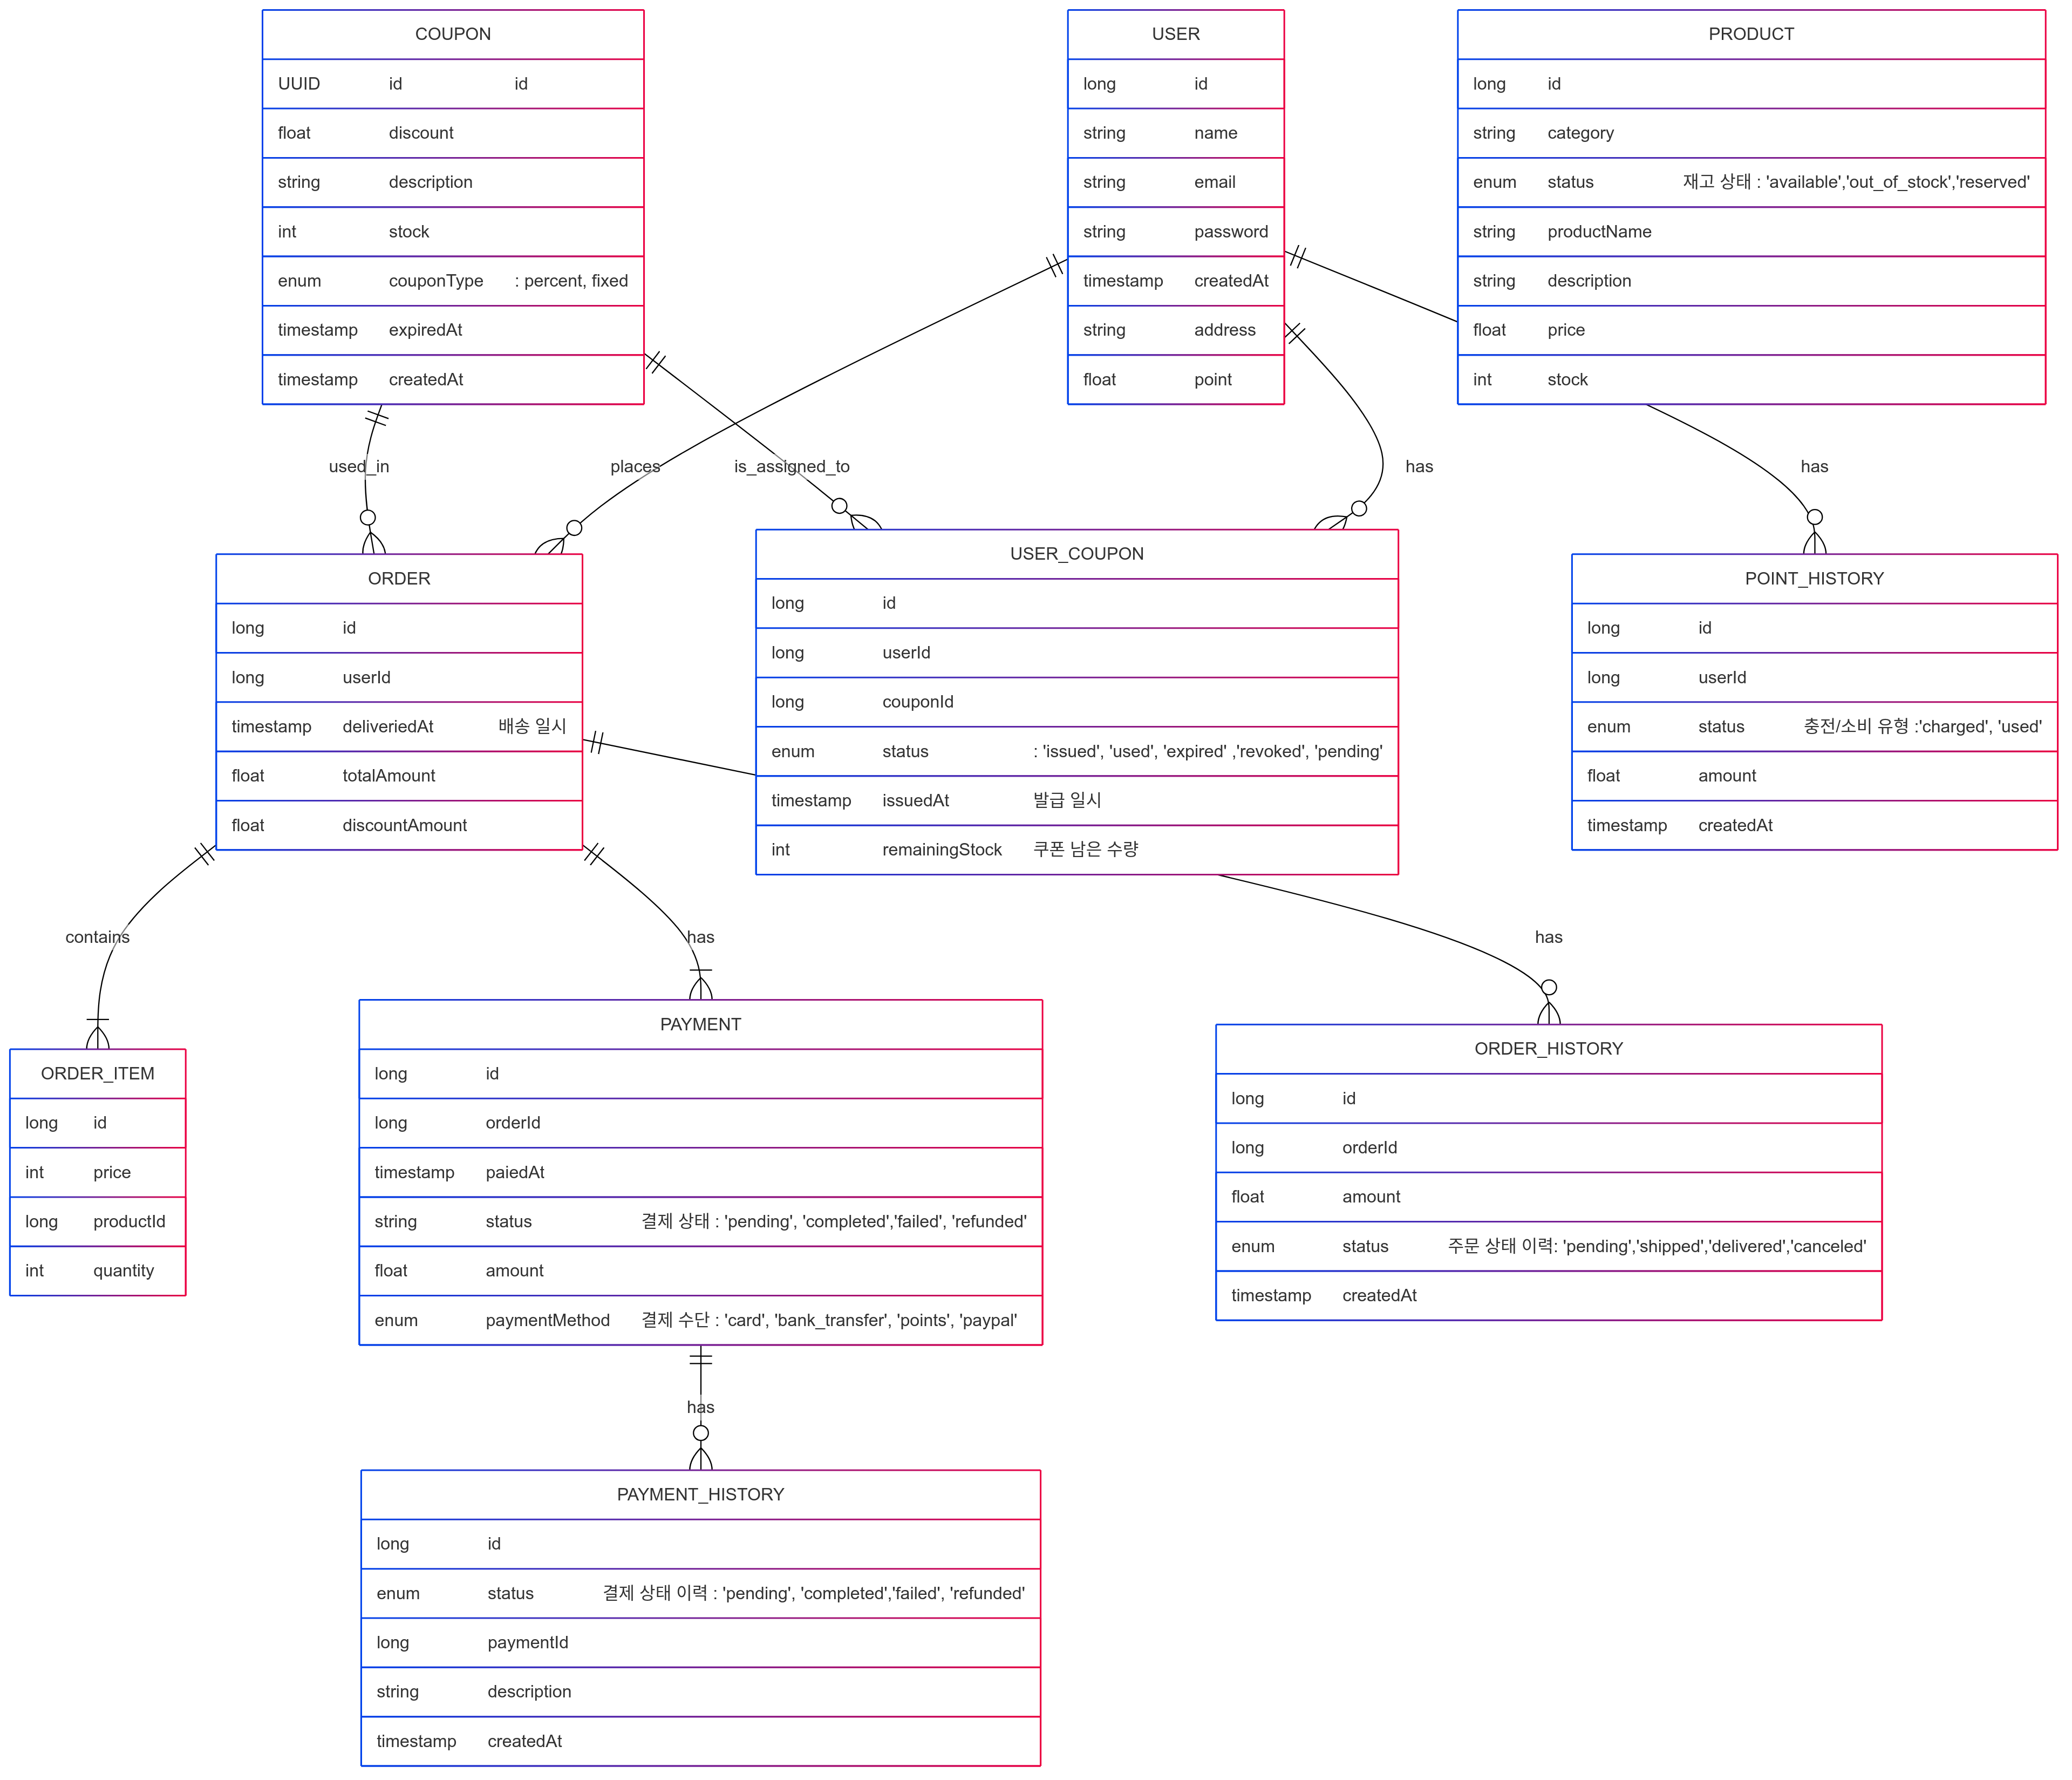 COUPON
UUID id id
float discount
string description
int stock
enum couponType : percent, fixed
timestamp expiredAt
timestamp createdAt
USER
long id
string name
string email
string password
timestamp createdAt
string address
float point
PRODUCT
long id
string category
enum status 재고 상태 : 'available','out_of_stock','reserved'
string productName
string description
float price
int stock
used_in
places
is_assigned_to
has
has
ORDER
long id
long userId
timestamp deliveriedAt 배송 일시
float totalAmount
float discountAmount
USER_COUPON
long id
long userId
long couponId
enum status : 'issued', 'used', 'expired' ,'revoked', 'pending'
timestamp issuedAt 발급 일시
int remainingStock 쿠폰 남은 수량
POINT_HISTORY
long id
long userId
enum status 충전/소비 유형 :'charged', 'used'
float amount
timestamp createdAt
contains
has
has
ORDER_ITEM
long id
int price
long productId
int quantity
PAYMENT
long id
long orderId
timestamp paiedAt
string status 결제 상태 : 'pending', 'completed','failed', 'refunded'
float amount
enum paymentMethod 결제 수단 : 'card', 'bank_transfer', 'points', 'paypal'
ORDER_HISTORY
long id
long orderId
float amount
enum status 주문 상태 이력: 'pending','shipped','delivered','canceled'
timestamp createdAt
has
PAYMENT_HISTORY
long id
enum status 결제 상태 이력 : 'pending', 'completed','failed', 'refunded'
long paymentId
string description
timestamp createdAt